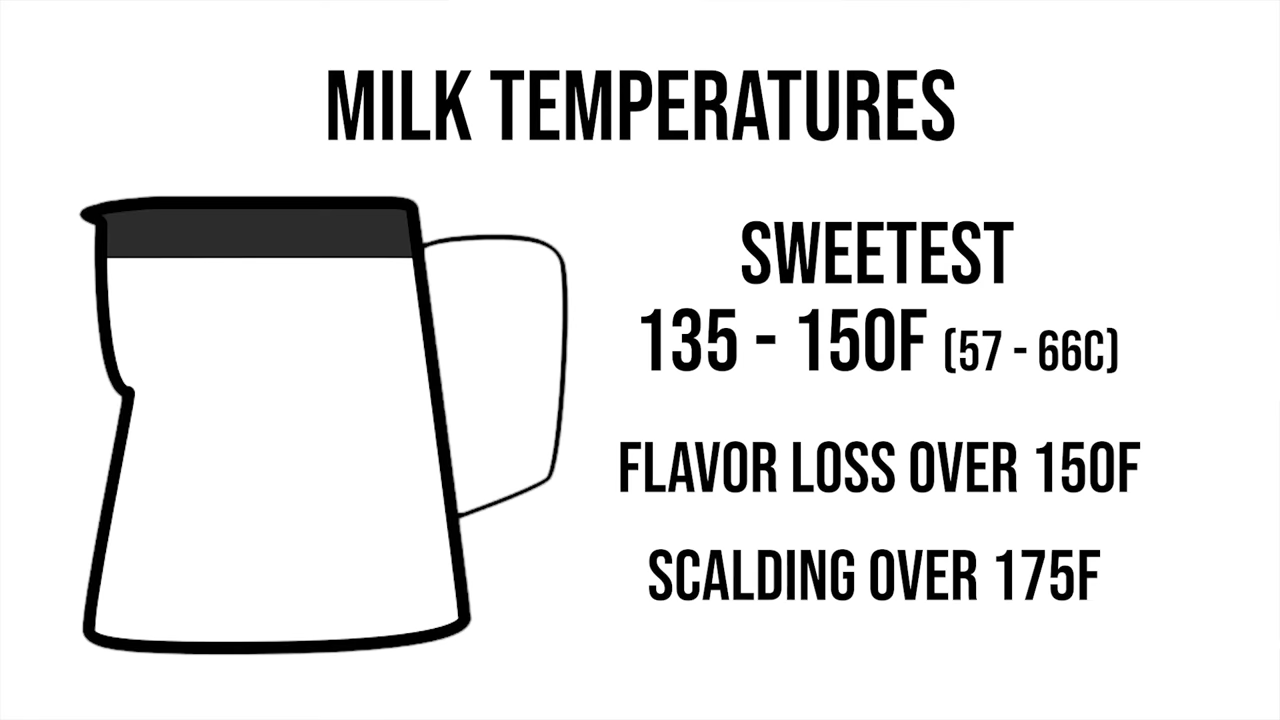 MILK TEMPERATURES
SWEETEST
135 - 150F (57 - 66C)
FLAVOR LOSS OVER 150F
SCALDING OVER 175F